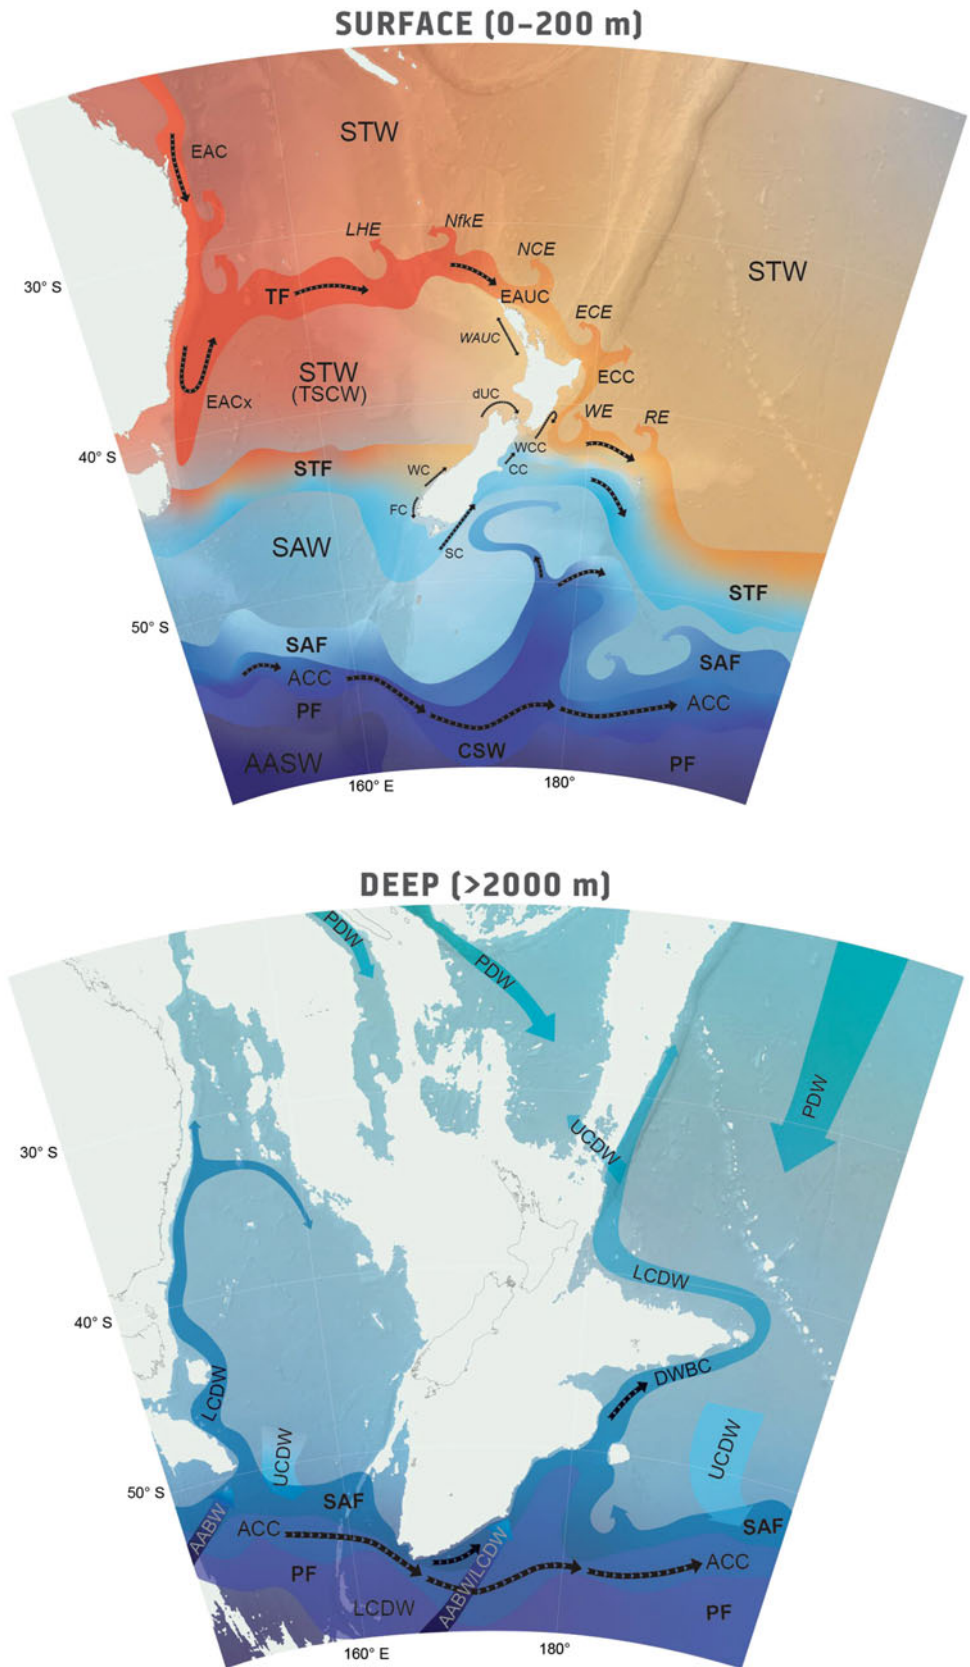 SURFACE (0–200 m)
EAC
STW
LHE
NfkE
NCE
STW
30° S
TF
EAUC
ECE
WAUC
STW
(TSCW)
ECC
EACx
dUC
WE
RE
40° S
STF
WCC
WC
CC
FC
SAW
SC
STF
50° S
SAF
SAF
ACC
ACC
PF
CSW
AASW
PF
160° E
180°
DEEP (>2000 m)
PDW
PDW
PDW
30° S
UCDW
LCDW
40° S
DWBC
LCDW
UCDW
UCDW
50° S
SAF
SAF
AABW
ACC
ACC
PF
AABW/LCDW
LCDW
PF
160° E
180°